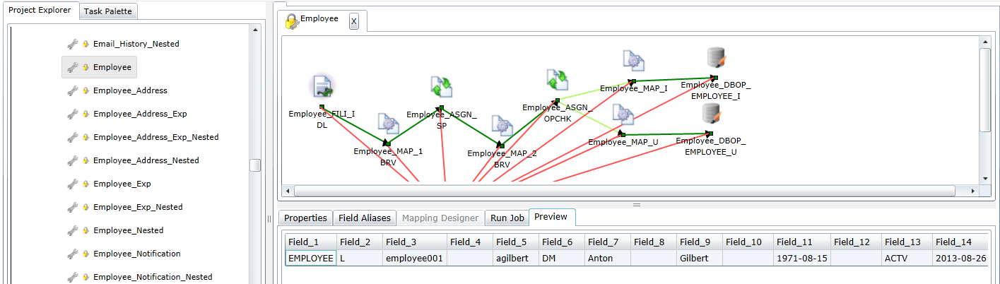 Project Explorer
Task Palette
Email_History_Nested
Employee
Employee_Address
Employee_Address_Exp
Employee_Address_Exp_Nested
Employee_Address_Nested
Employee_Exp
Employee_Exp_Nested
Employee_Nested
Employee_Notification
Employee_Notification_Nested
Employee
X
Employee_FILI_I
DL
Employee_MAP_1
BRV
Employee_ASGN_
SP
Employee_MAP_2
BRV
Employee_ASGN_
OPCHK
Employee_MAP_I
Employee_DBOP_
EMPLOYEE_I
Employee_MAP_U
Employee_DBOP_
EMPLOYEE_U
Properties
Field Aliases
Mapping Designer
Run Job
Preview
Field_1 Field_2 Field_3 Field_4 Field_5 Field_6 Field_7 Field_8 Field_9 Field_10 Field_11 Field_12 Field_13 Field_14
EMPLOYEE L employee001 agilbert DM Anton Gilbert 1971-08-15 ACTV 2013-08-26